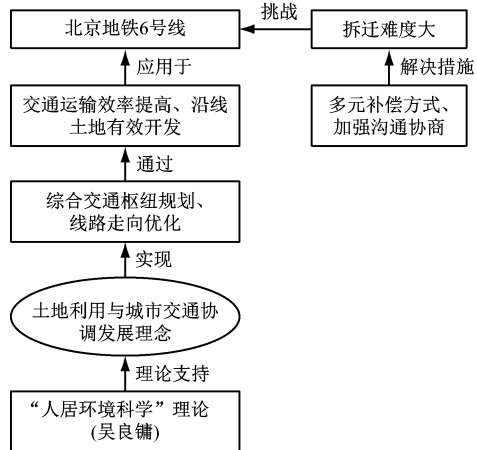 挑战
北京地铁6号线
拆迁难度大
应用于
解决措施
交通运输效率提高、沿线
土地有效开发
多元补偿方式、
加强沟通协商
通过
综合交通枢纽规划、
线路走向优化
实现
土地利用与城市交通协
调发展理念
理论支持
“人居环境科学”理论
(吴良镛)